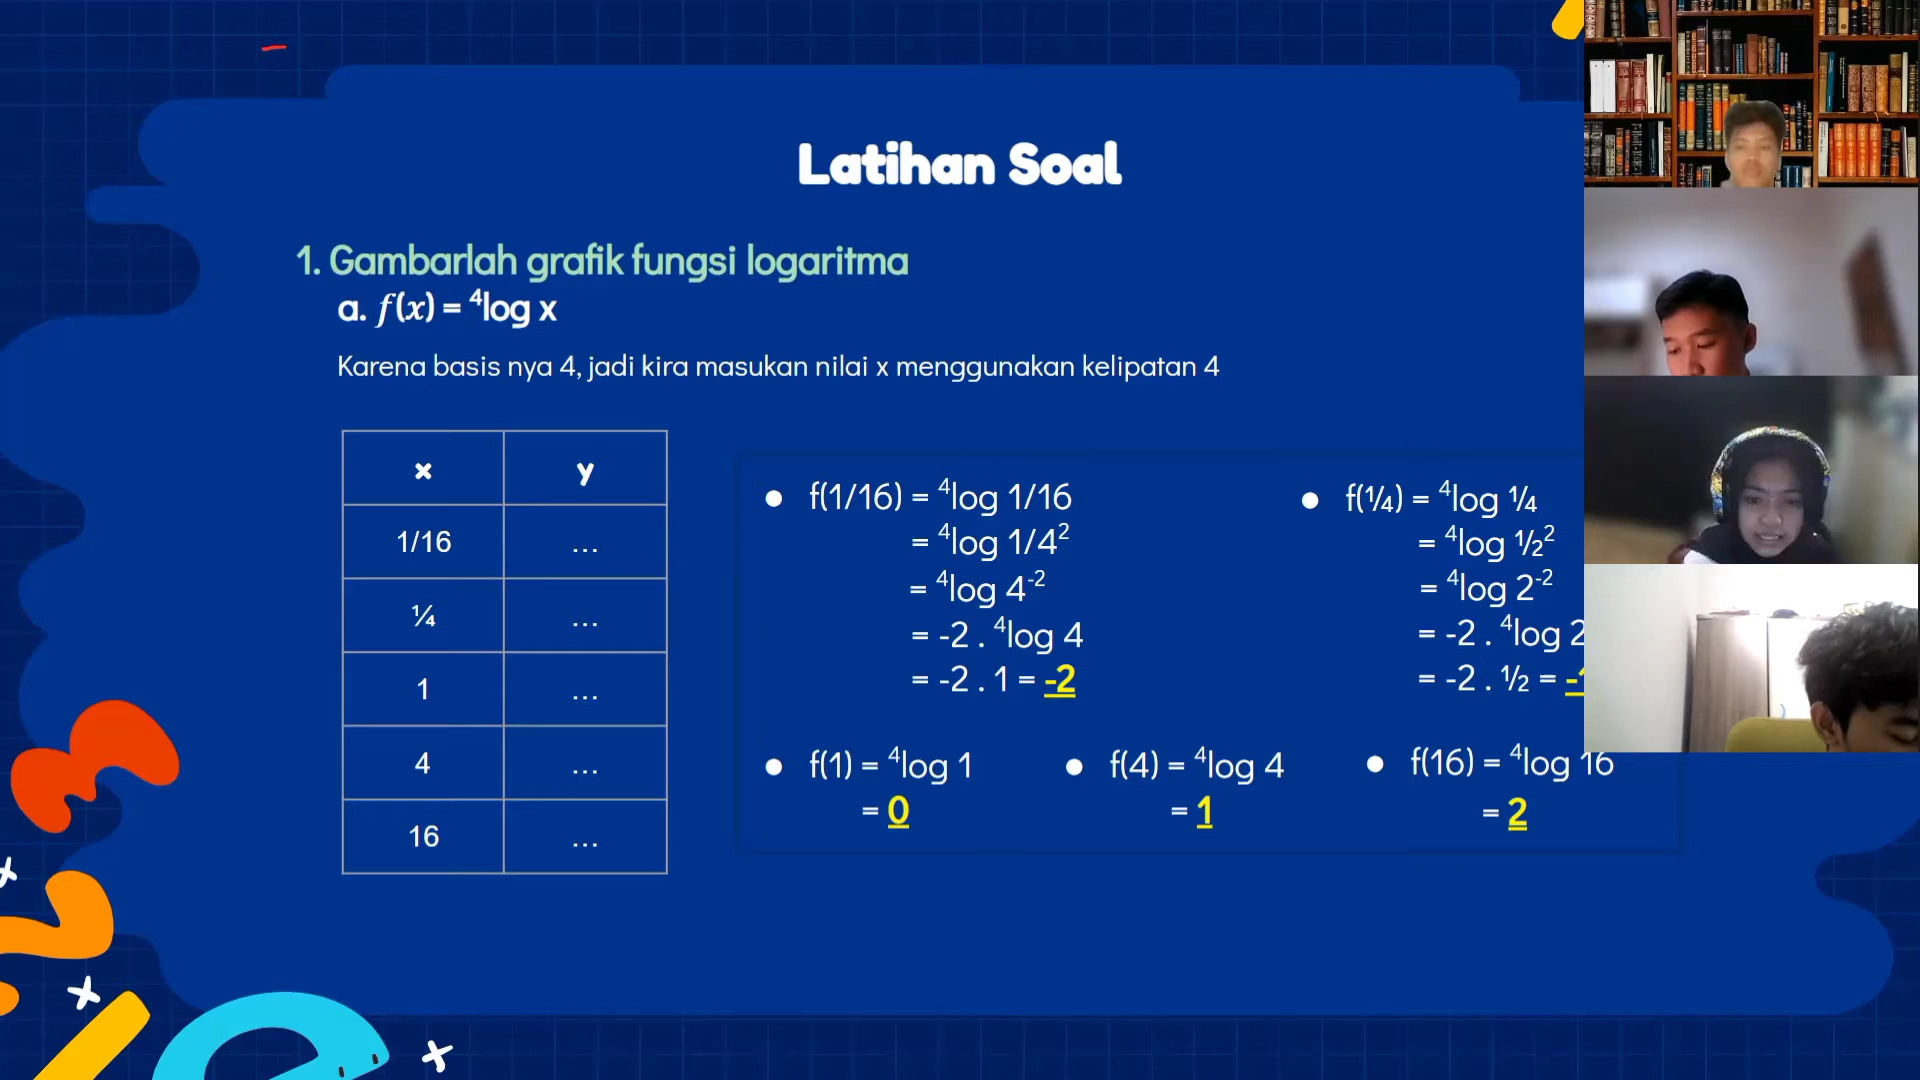 Latihan Soal
1. Gambarlah grafik fungsi logaritma
a. f(x) = ⁴log x
Karena basis nya 4, jadi kira masukan nilai x menggunakan kelipatan 4
x y
1/16 ...
¼ ...
1 ...
4 ...
16 ...
● f(1/16) = ⁴log 1/16
= ⁴log 1/4²
= ⁴log 4⁻²
= -2 . ⁴log 4
= -2 . 1 = -2
● f(¼) = ⁴log ¼
= ⁴log ½²
= ⁴log 2⁻²
= -2 . ⁴log 2
= -2 . ½ =
● f(1) = ⁴log 1
= 0
● f(4) = ⁴log 4
= 1
● f(16) = ⁴log 16
= 2